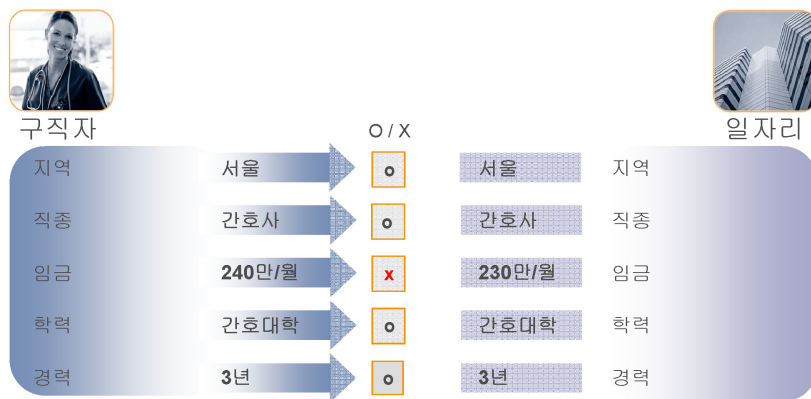 구직자 O / X 일자리
지역 서울 o 서울 지역
직종 간호사 o 간호사 직종
임금 240만/월 x 230만/월 임금
학력 간호대학 o 간호대학 학력
경력 3년 o 3년 경력